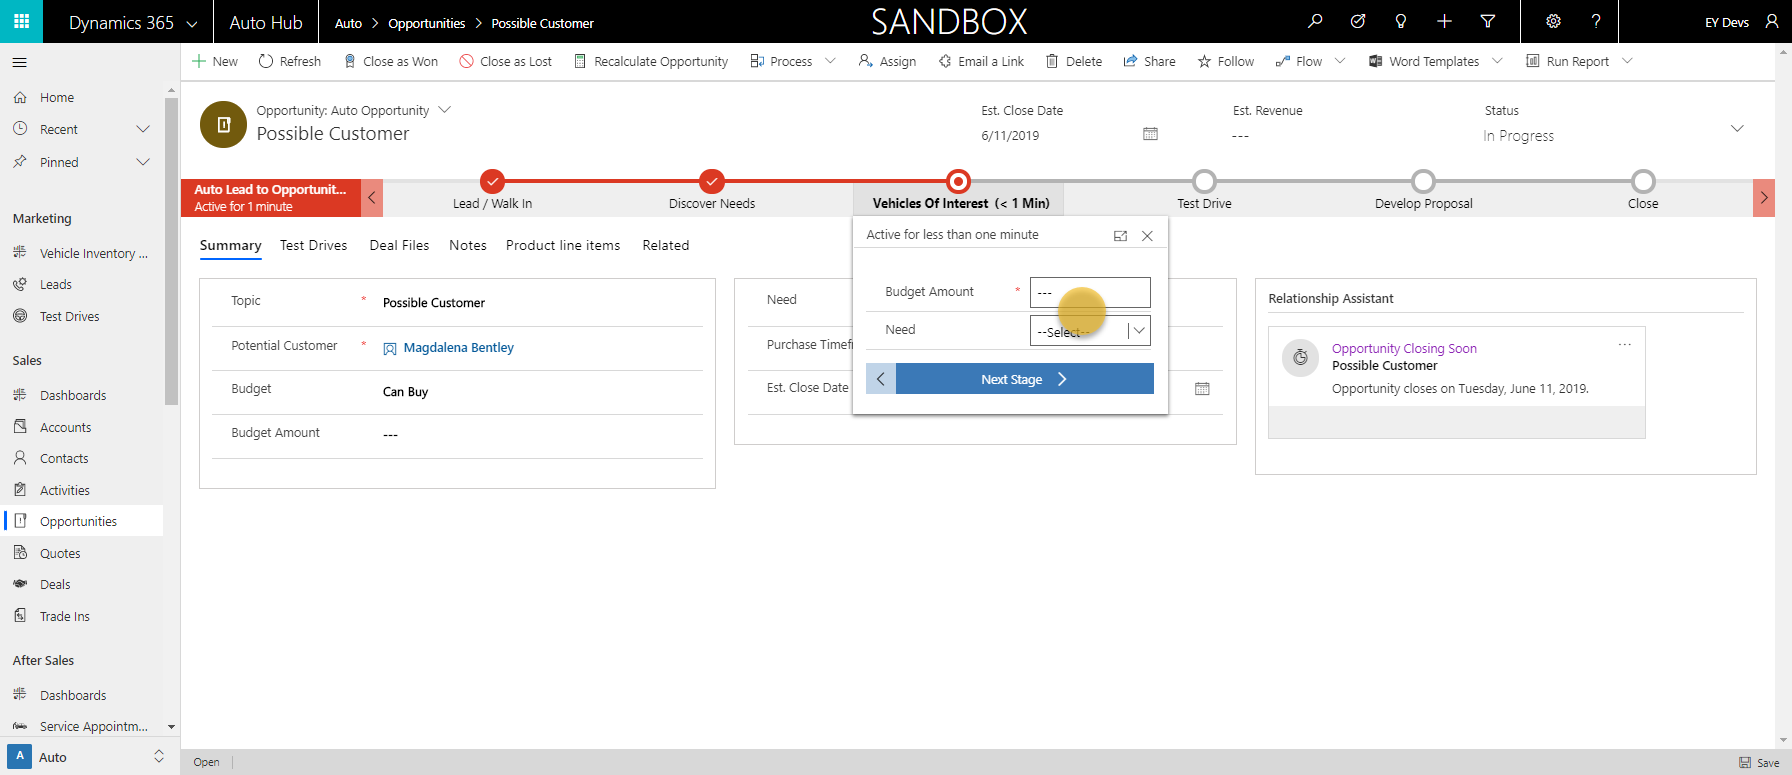 Dynamics 365
Auto Hub
Auto > Opportunities > Possible Customer
SANDBOX
?
EY Devs
New
Refresh
Close as Won
Close as Lost
Recalculate Opportunity
Process
Assign
Email a Link
Delete
Share
Follow
Flow
Word Templates
Run Report
Home
Recent
Pinned
Marketing
Vehicle Inventory ...
Leads
Test Drives
Sales
Dashboards
Accounts
Contacts
Activities
Opportunities
Quotes
Deals
Trade Ins
After Sales
Dashboards
Service Appointm...
A Auto
Opportunity: Auto Opportunity
Possible Customer
Est. Close Date
6/11/2019
Est. Revenue
---
Status
In Progress
Auto Lead to Opportunit...
Active for 1 minute
Lead / Walk In
Discover Needs
Vehicles Of Interest (< 1 Min)
Test Drive
Develop Proposal
Close
Summary
Test Drives
Deal Files
Notes
Product line items
Related
Topic * Possible Customer
Potential Customer * Magdalena Bentley
Budget Can Buy
Budget Amount ---
Need
Purchase Timefr
Est. Close Date
Active for less than one minute
Budget Amount * ---
Need --Select--
Next Stage
Relationship Assistant
Opportunity Closing Soon
...
Possible Customer
Opportunity closes on Tuesday, June 11, 2019.
Open
Save